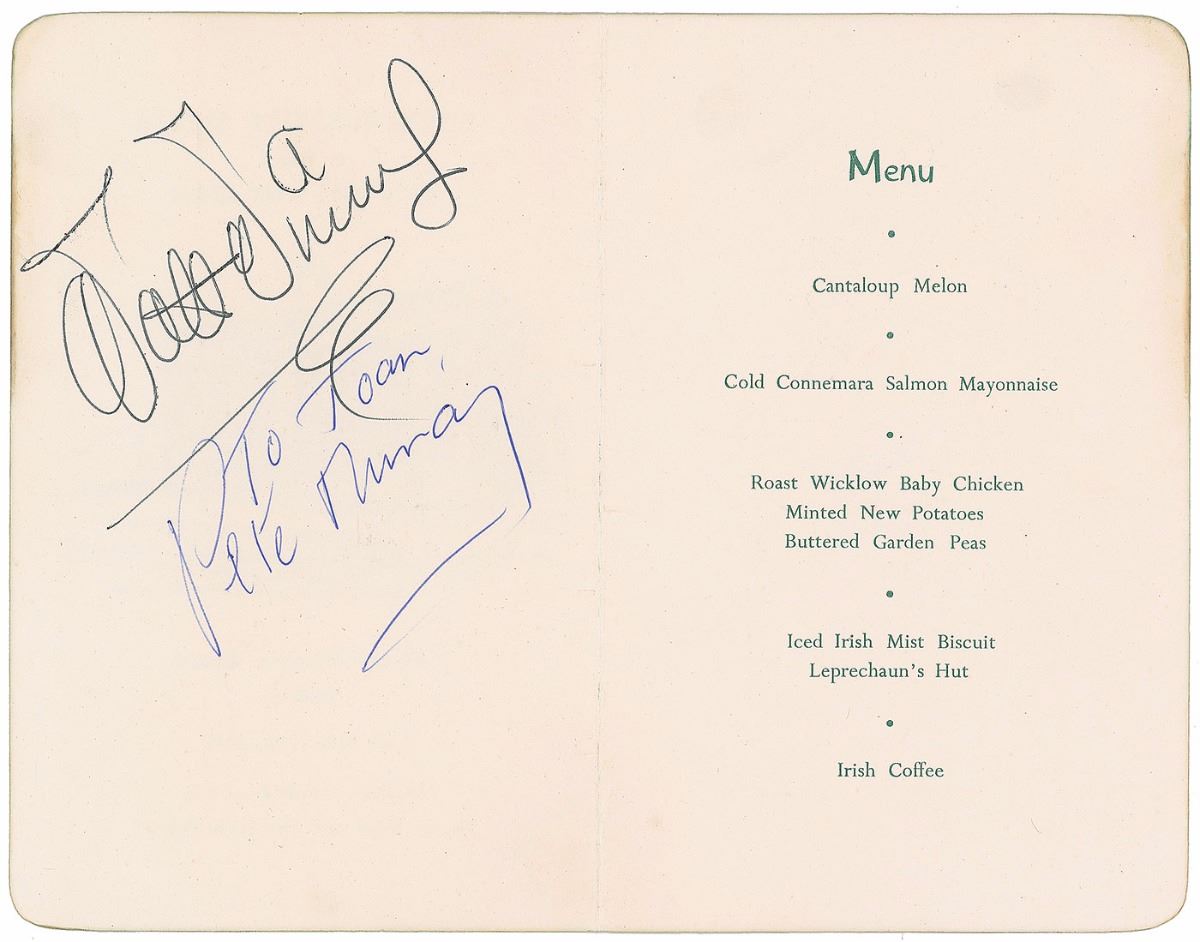 To Joan,
Pete Murray
Menu
Cantaloup Melon
Cold Connemara Salmon Mayonnaise
Roast Wicklow Baby Chicken
Minted New Potatoes
Buttered Garden Peas
Iced Irish Mist Biscuit
Leprechaun's Hut
Irish Coffee